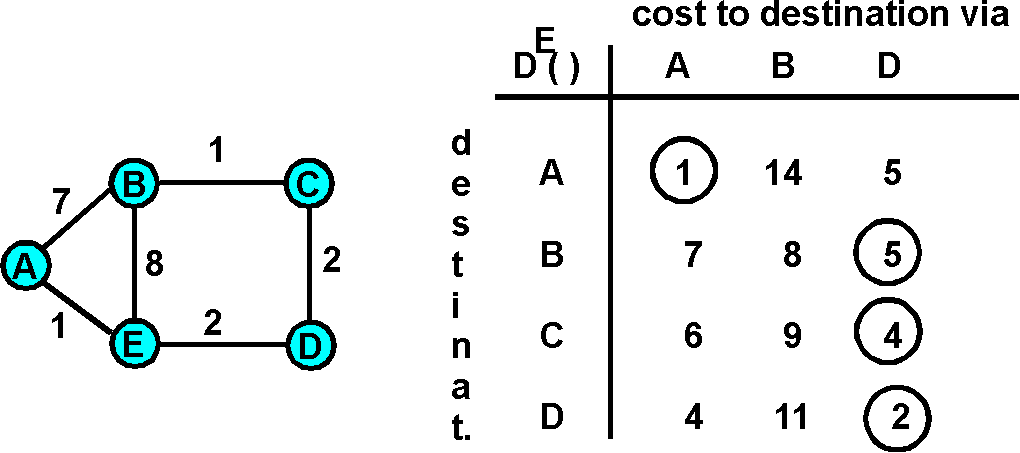 cost to destination via
E
D ( ) A B D
destinat.
A 1 14 5
B 7 8 5
C 6 9 4
D 4 11 2
1
B C
7
8 2
A
1 2
E D